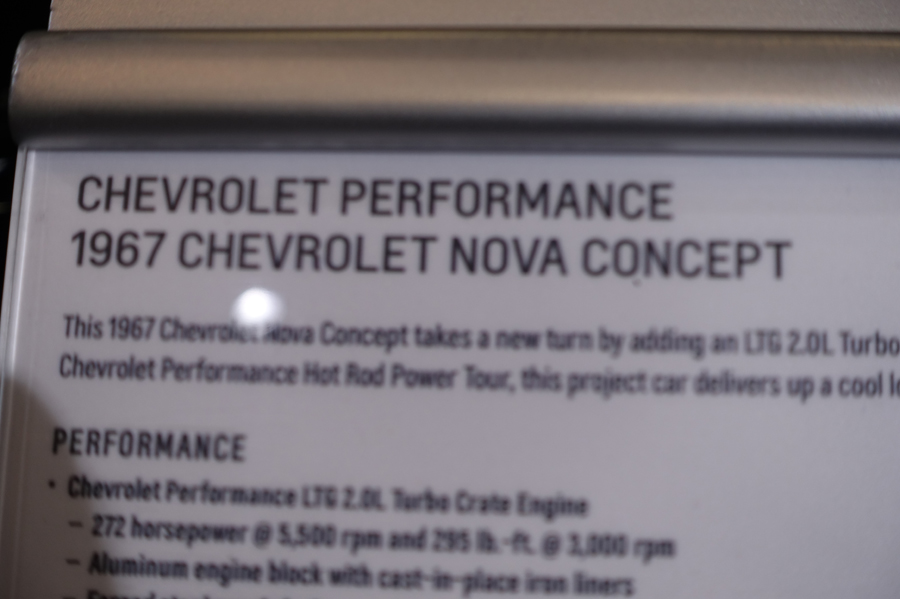 CHEVROLET PERFORMANCE
1967 CHEVROLET NOVA CONCEPT
This 1967 Chevrolet Nova Concept takes a new turn by adding an LTG 2.0L Turbo
Chevrolet Performance Hot Rod Power Tour, this project car delivers up a cool
PERFORMANCE
• Chevrolet Performance LTG 2.0L Turbo Crate Engine
– 272 horsepower @ 5,500 rpm and 295 lb.-ft. @ 3,000 rpm
– Aluminum engine block with cast-in-place iron liners